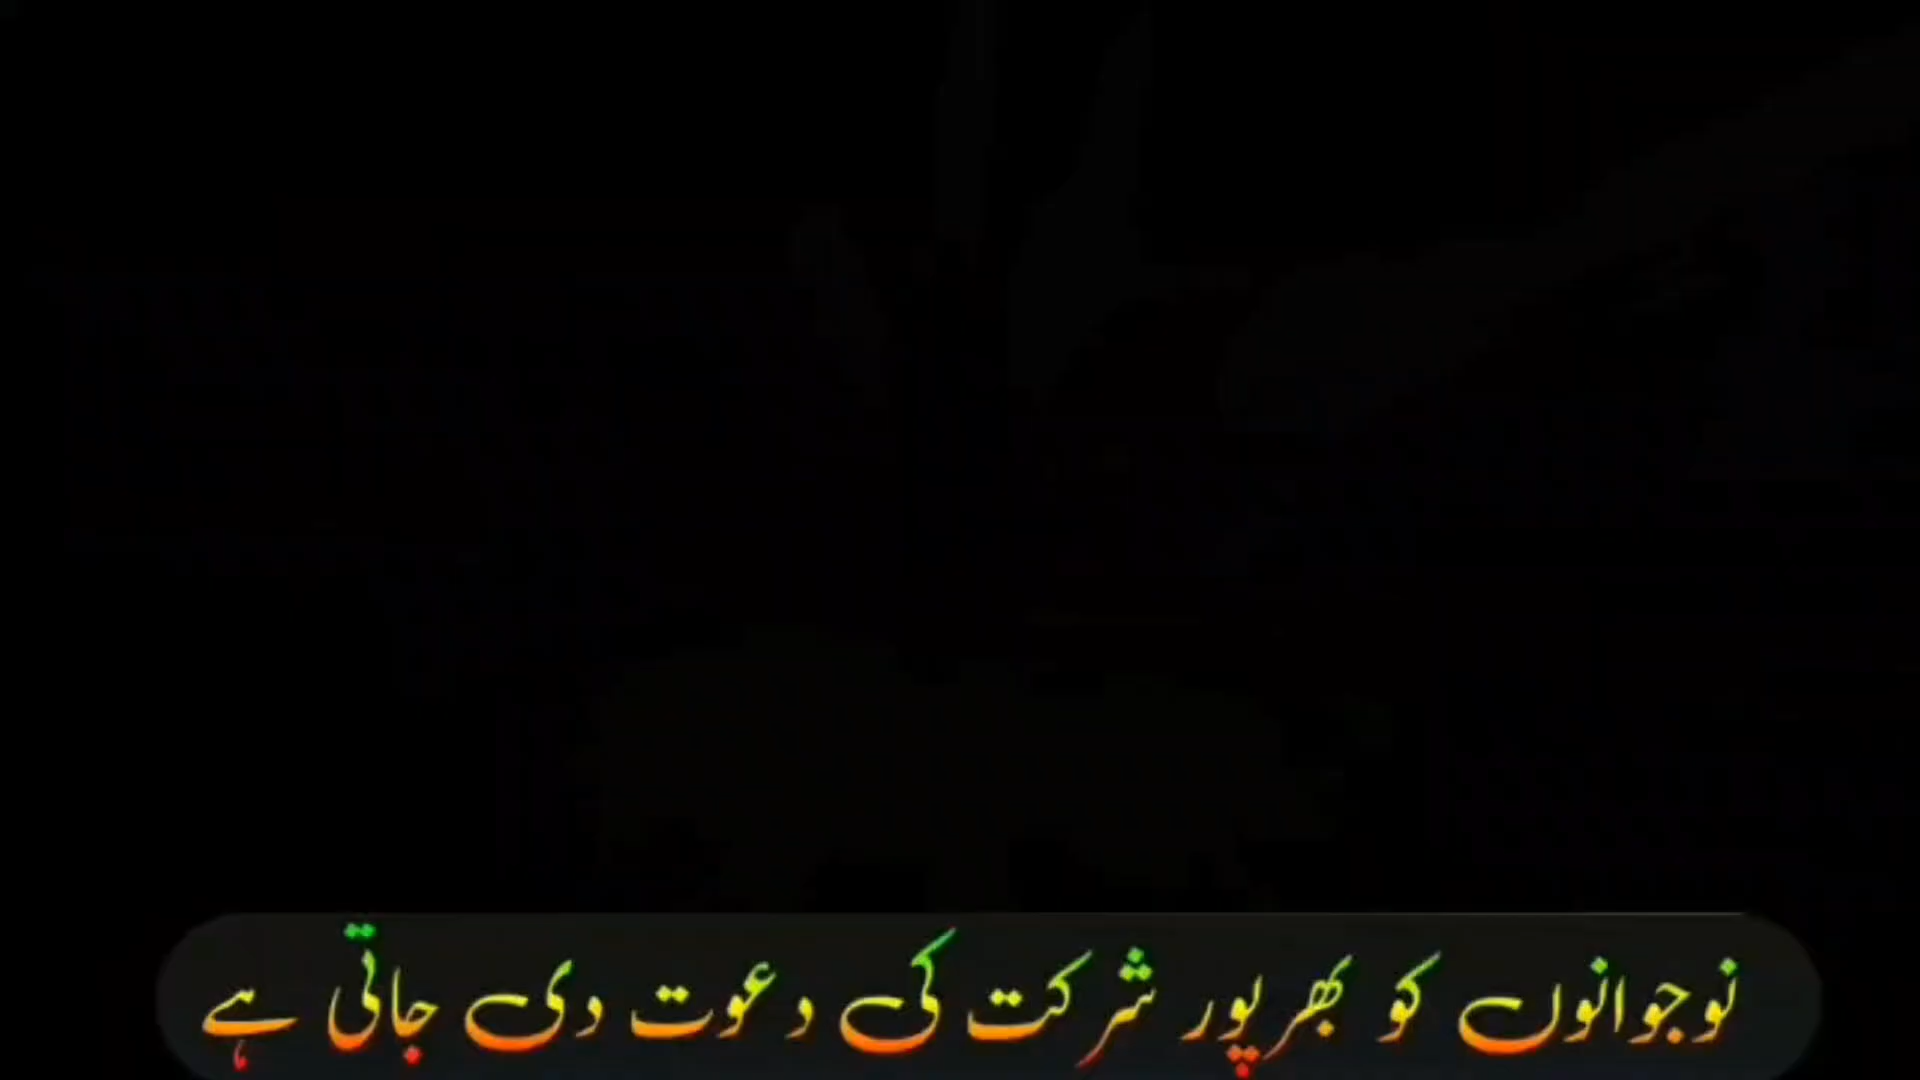 نوجوانوں کو بھرپور شرکت کی دعوت دی جاتی ہے